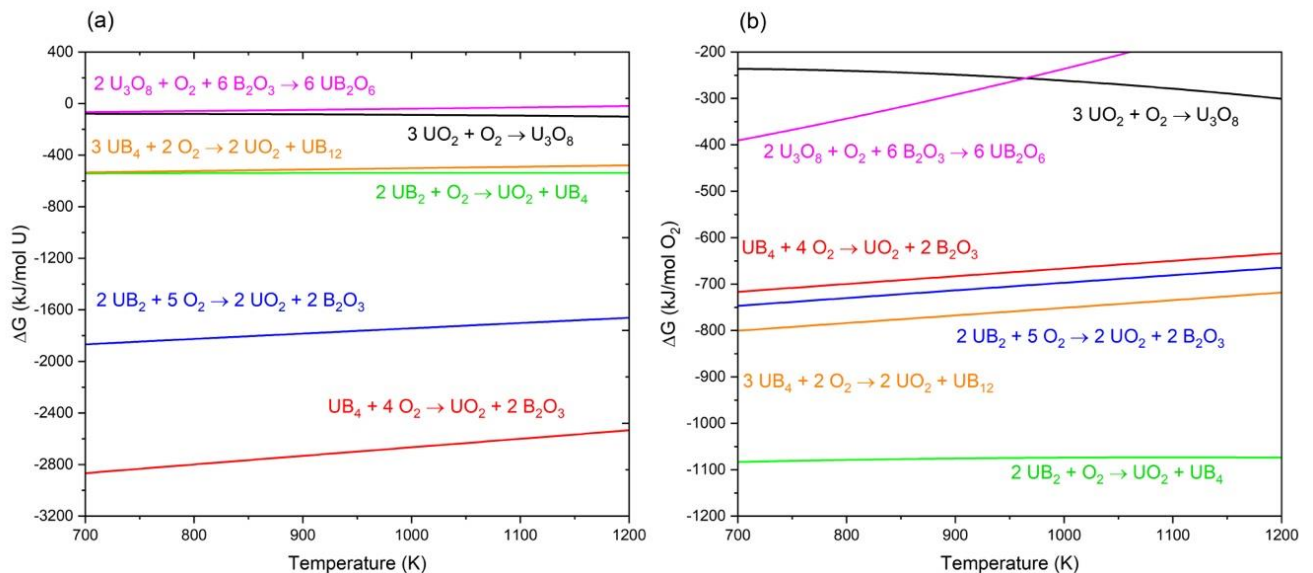 (a)
400
0
-400
-800
-1200
-1600
-2000
-2400
-2800
-3200
ΔG (kJ/mol U)
2 U₃O₈ + O₂ + 6 B₂O₃ → 6 UB₂O₆
3 UO₂ + O₂ → U₃O₈
3 UB₄ + 2 O₂ → 2 UO₂ + UB₁₂
2 UB₂ + O₂ → UO₂ + UB₄
2 UB₂ + 5 O₂ → 2 UO₂ + 2 B₂O₃
UB₄ + 4 O₂ → UO₂ + 2 B₂O₃
700 800 900 1000 1100 1200
Temperature (K)
(b)
-200
-300
-400
-500
-600
-700
-800
-900
-1000
-1100
-1200
ΔG (kJ/mol O₂)
3 UO₂ + O₂ → U₃O₈
2 U₃O₈ + O₂ + 6 B₂O₃ → 6 UB₂O₆
UB₄ + 4 O₂ → UO₂ + 2 B₂O₃
2 UB₂ + 5 O₂ → 2 UO₂ + 2 B₂O₃
3 UB₄ + 2 O₂ → 2 UO₂ + UB₁₂
2 UB₂ + O₂ → UO₂ + UB₄
700 800 900 1000 1100 1200
Temperature (K)